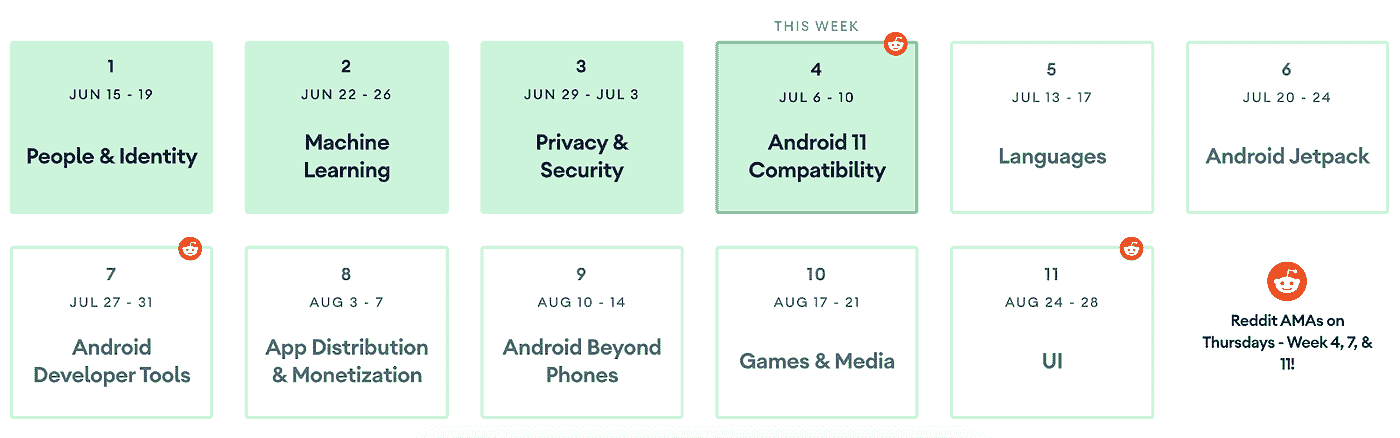 THIS WEEK
1
JUN 15 - 19
People & Identity
2
JUN 22 - 26
Machine
Learning
3
JUN 29 - JUL 3
Privacy &
Security
4
JUL 6 - 10
Android 11
Compatibility
5
JUL 13 - 17
Languages
6
JUL 20 - 24
Android Jetpack
7
JUL 27 - 31
Android
Developer Tools
8
AUG 3 - 7
App Distribution
& Monetization
9
AUG 10 - 14
Android Beyond
Phones
10
AUG 17 - 21
Games & Media
11
AUG 24 - 28
UI
Reddit AMAs on
Thursdays - Week 4, 7, &
11!